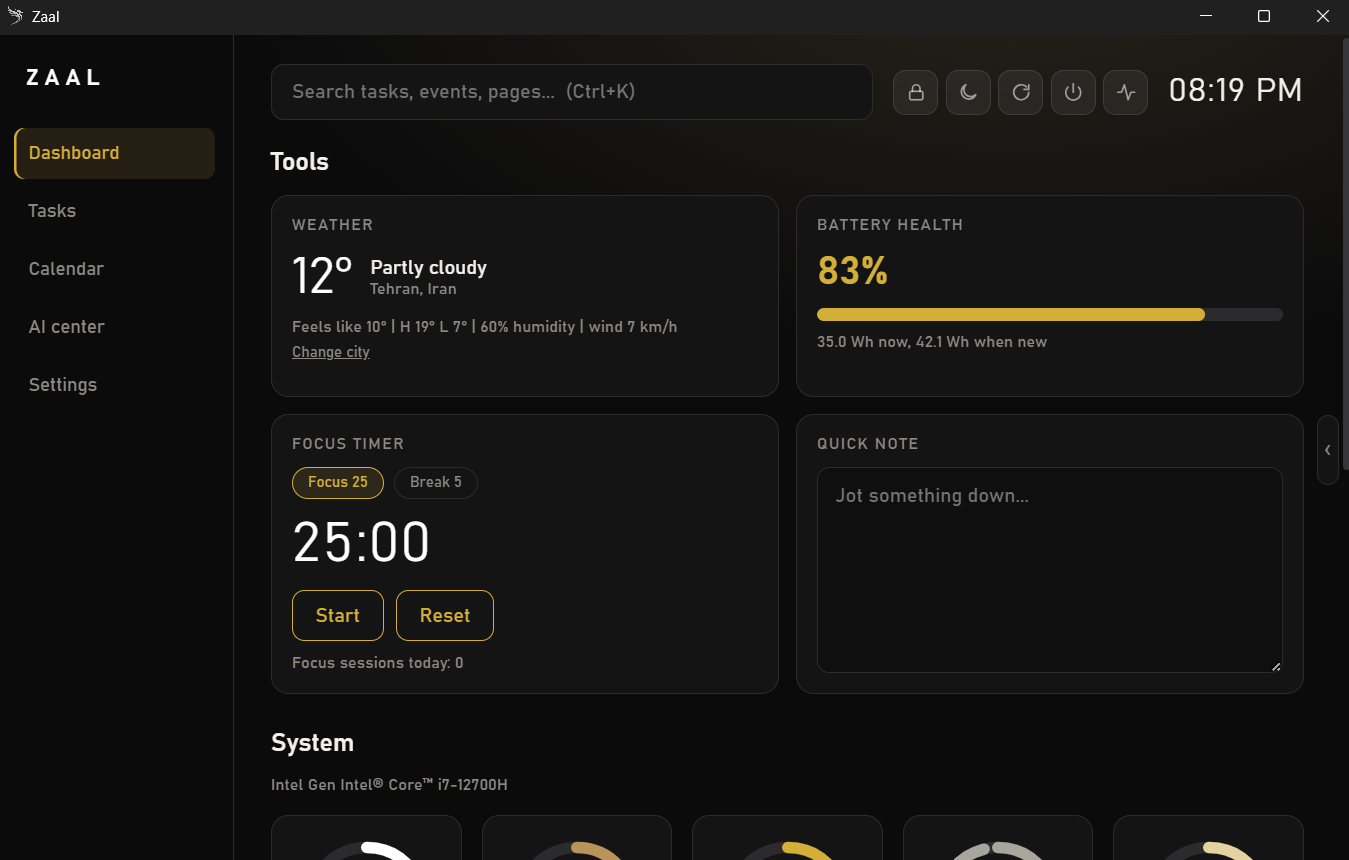 Zaal
ZAAL
Dashboard
Tasks
Calendar
AI center
Settings
Search tasks, events, pages... (Ctrl+K)
08:19 PM
Tools
WEATHER
12°
Partly cloudy
Tehran, Iran
Feels like 10° | H 19° L 7° | 60% humidity | wind 7 km/h
Change city
BATTERY HEALTH
83%
35.0 Wh now, 42.1 Wh when new
FOCUS TIMER
Focus 25
Break 5
25:00
Start
Reset
Focus sessions today: 0
QUICK NOTE
Jot something down...
System
Intel Gen Intel® Core™ i7-12700H